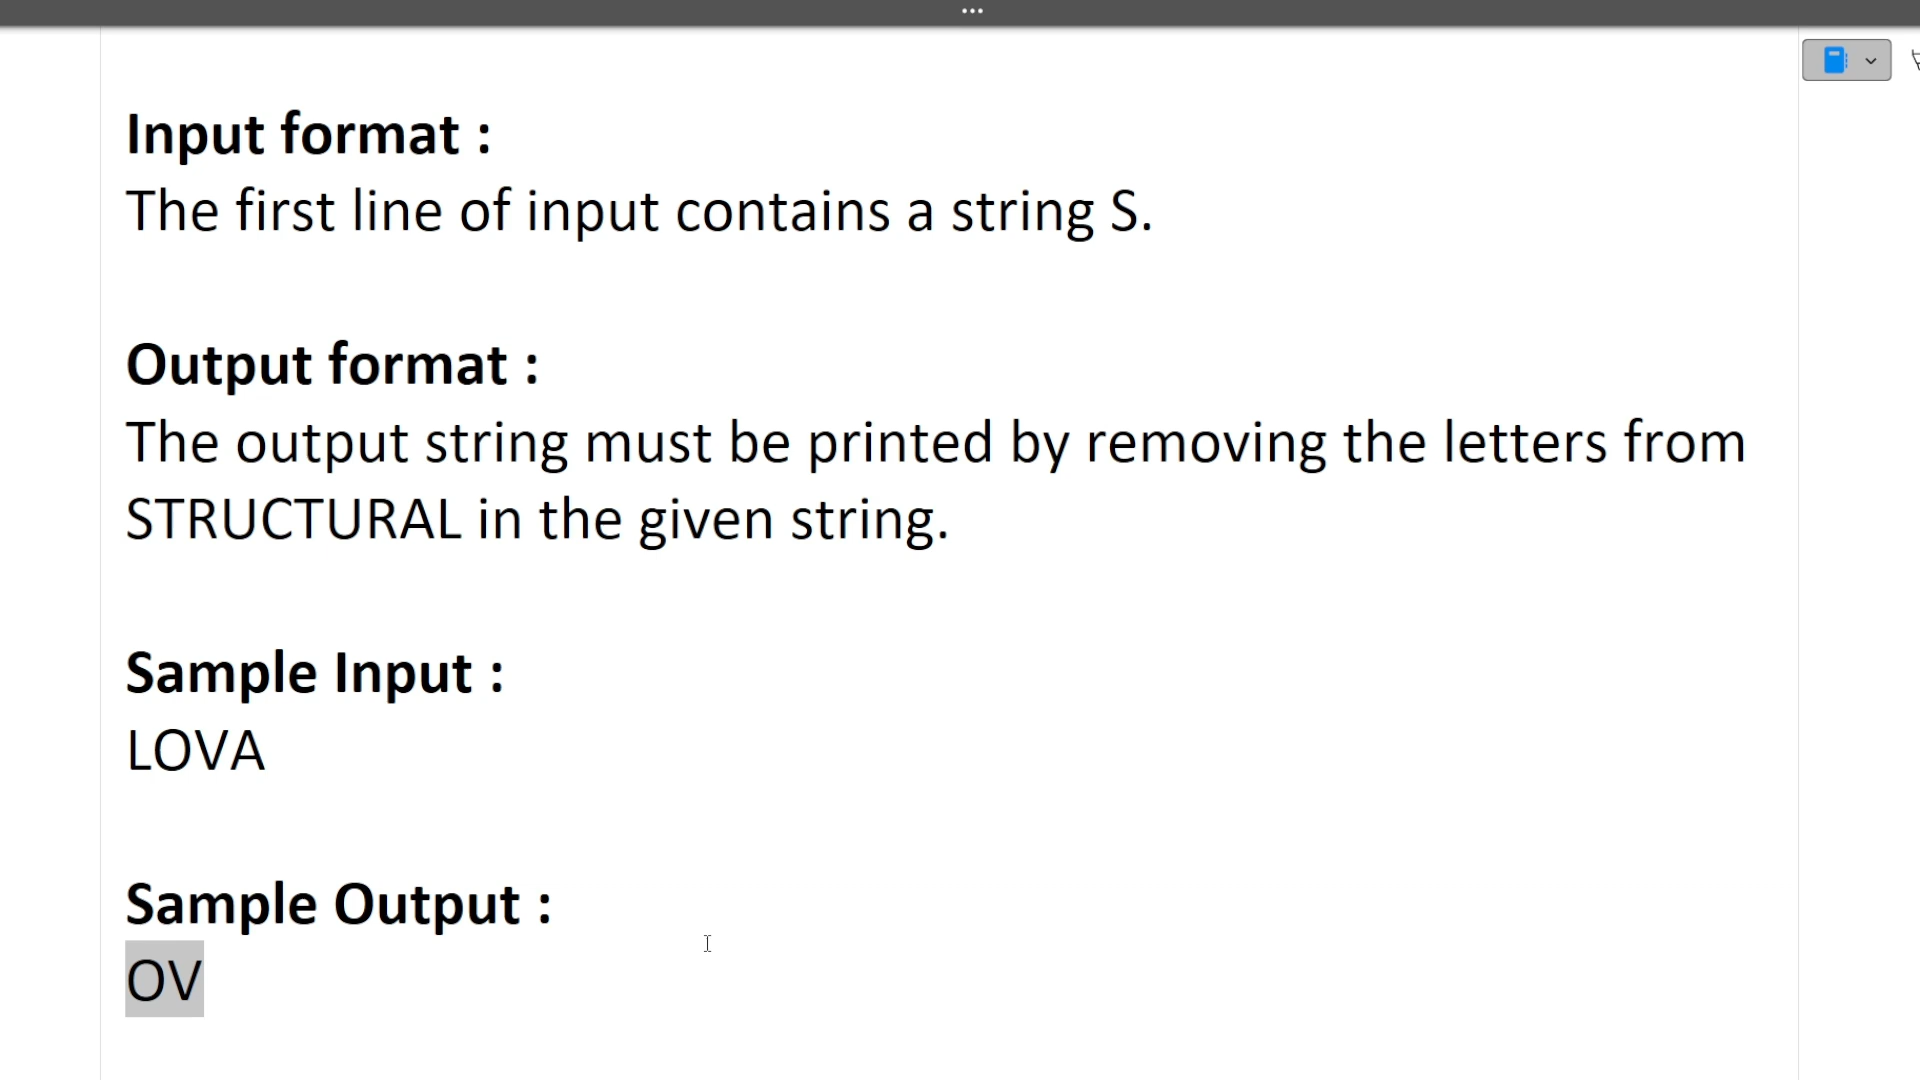 Input format :
The first line of input contains a string S.
Output format :
The output string must be printed by removing the letters from
STRUCTURAL in the given string.
Sample Input :
LOVA
Sample Output :
OV